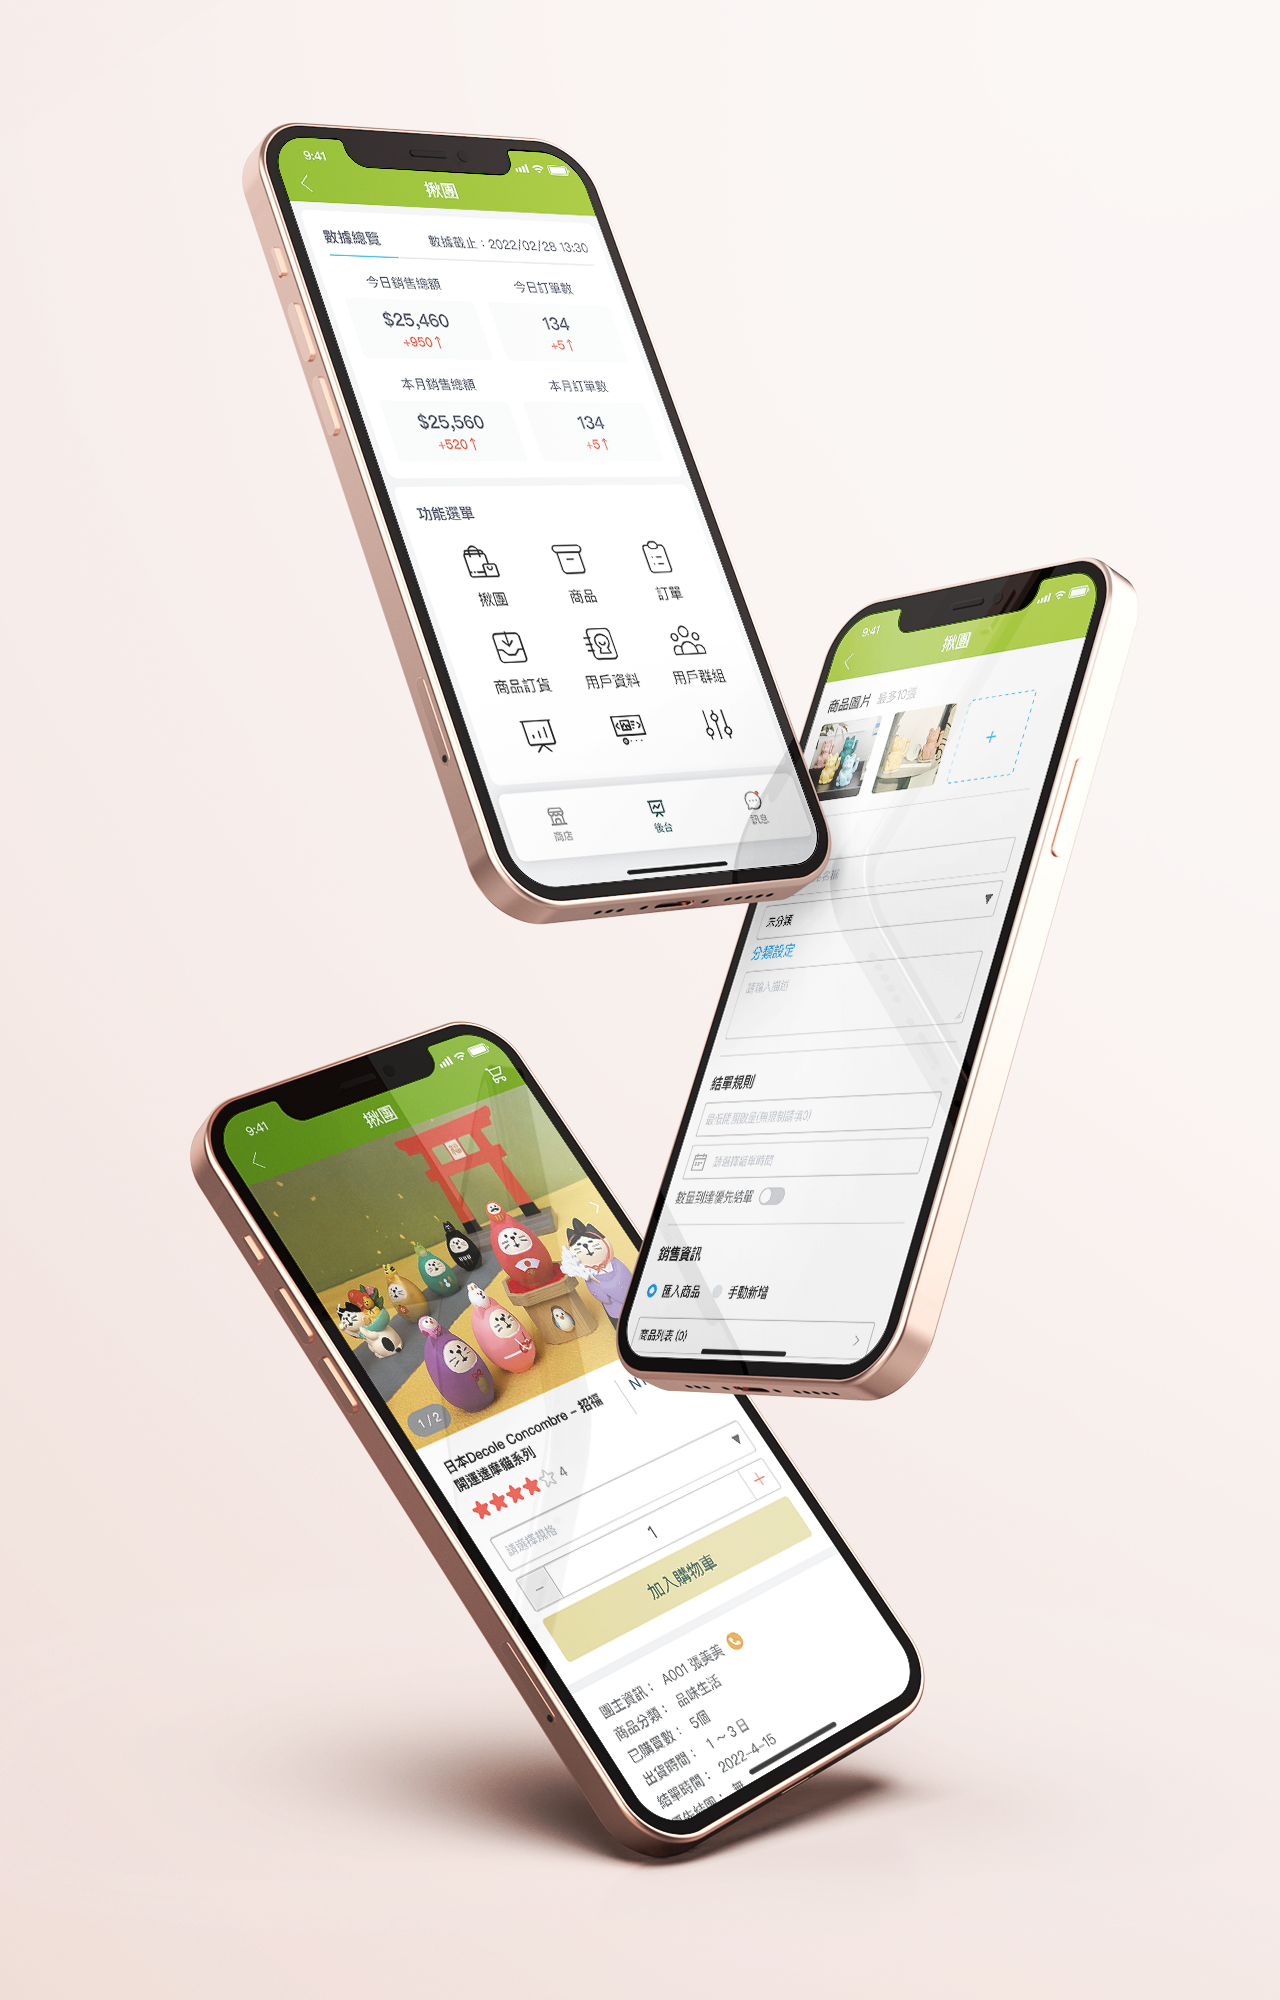 9:41
揪團
數據總覽
數據截止：2022/02/28 13:30
今日銷售總額
今日訂單數
$25,460
134
+950↑
+5↑
本月銷售總額
本月訂單數
$25,560
134
+520↑
+5↑
功能選單
揪團
商品
訂單
商品訂貨
用戶資料
用戶群組
商店
後台
訊息
9:41
揪團
商品圖片 最多10張
+
未分類
分類設定
請輸入描述
結單規則
最低開團數量(無限制請填0)
請選擇結單時間
數量到達優先結單
銷售資訊
匯入商品
手動新增
商品列表 (0)
9:41
揪團
1 / 2
日本Decole Concombre - 招福
開運達摩貓系列
4
請選擇規格
- 1 +
加入購物車
團主資訊： A001 張美美
商品分類： 品味生活
已購買數： 5個
出貨時間： 1 ~ 3 日
結單時間： 2022-4-15